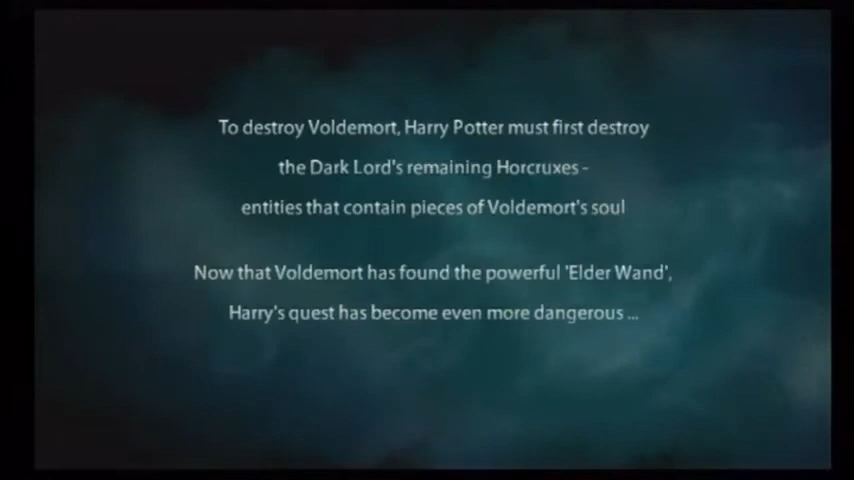 To destroy Voldemort, Harry Potter must first destroy
the Dark Lord's remaining Horcruxes -
entities that contain pieces of Voldemort's soul
Now that Voldemort has found the powerful 'Elder Wand',
Harry's quest has become even more dangerous ...